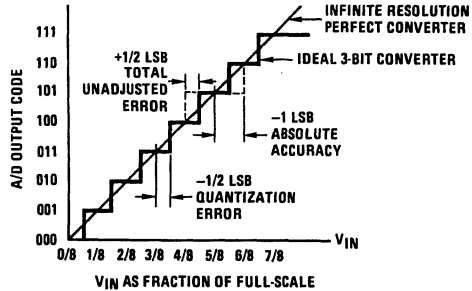 INFINITE RESOLUTION
PERFECT CONVERTER
IDEAL 3-BIT CONVERTER
+1/2 LSB
TOTAL
UNADJUSTED
ERROR
−1 LSB
ABSOLUTE
ACCURACY
−1/2 LSB
QUANTIZATION
ERROR
A/D OUTPUT CODE
111
110
101
100
011
010
001
000
0/8 1/8 2/8 3/8 4/8 5/8 6/8 7/8
VIN
VIN AS FRACTION OF FULL-SCALE